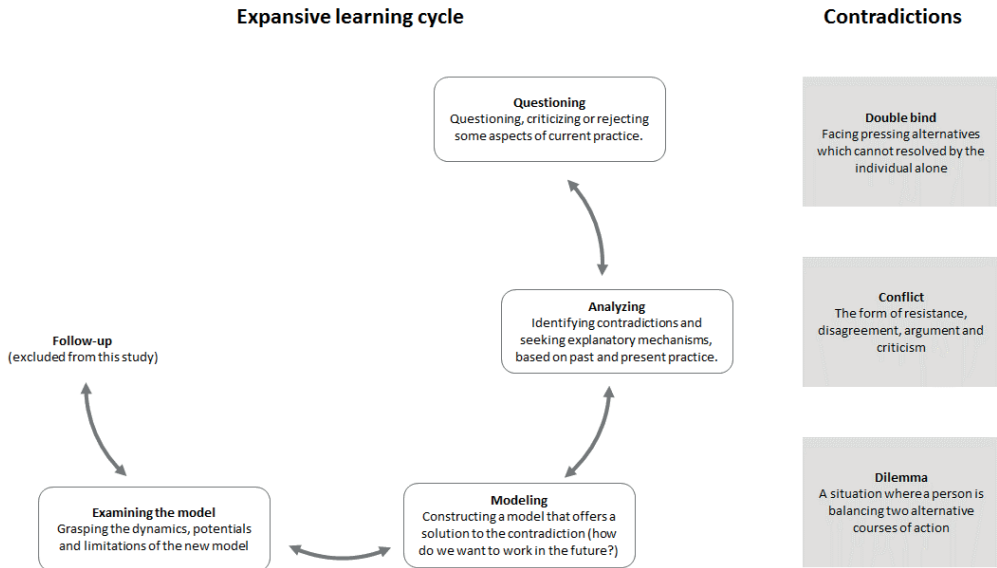 Expansive learning cycle
Contradictions
Questioning
Questioning, criticizing or rejecting
some aspects of current practice.
Double bind
Facing pressing alternatives
which cannot resolved by the
individual alone
Analyzing
Identifying contradictions and
seeking explanatory mechanisms,
based on past and present practice.
Conflict
The form of resistance,
disagreement, argument and
criticism
Follow-up
(excluded from this study)
Examining the model
Grasping the dynamics, potentials
and limitations of the new model
Modeling
Constructing a model that offers a
solution to the contradiction (how
do we want to work in the future?)
Dilemma
A situation where a person is
balancing two alternative
courses of action